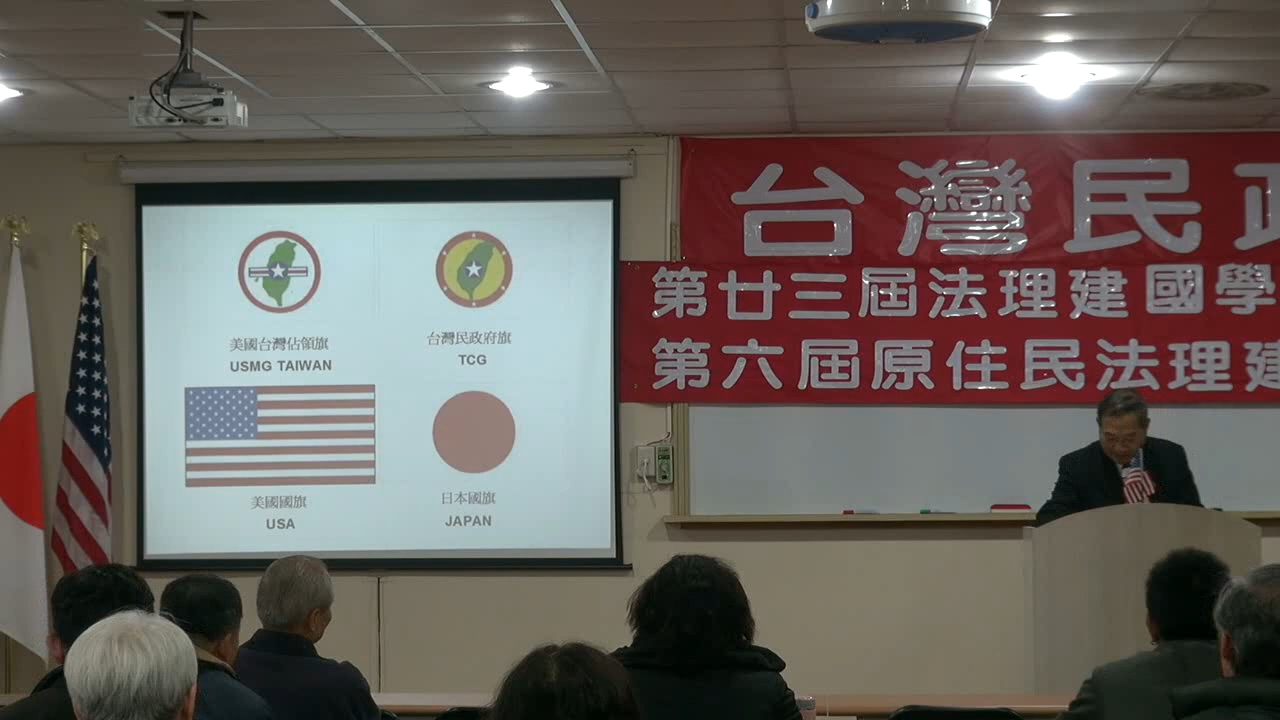 台灣民政
第廿三屆法理建國學
第六屆原住民法理建
美國台灣佔領旗
USMG TAIWAN
台灣民政府旗
TCG
美國國旗
USA
日本國旗
JAPAN